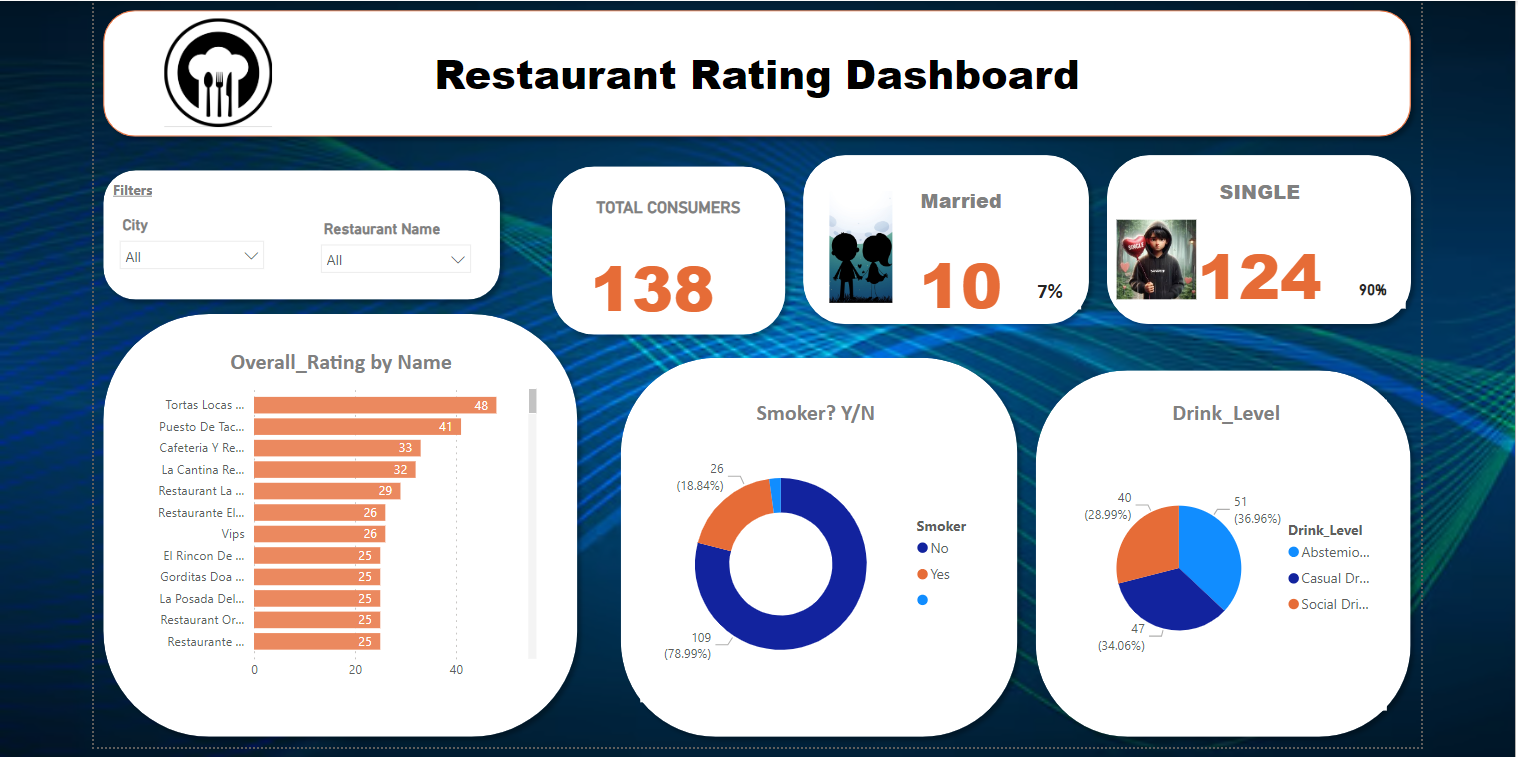 Restaurant Rating Dashboard
Filters
City
All
Restaurant Name
All
TOTAL CONSUMERS
138
Married
10
7%
SINGLE
SINGLE
124
90%
Overall_Rating by Name
Tortas Locas ... 48
Puesto De Tac... 41
Cafeteria Y Re... 33
La Cantina Re... 32
Restaurant La ... 29
Restaurante El... 26
Vips 26
El Rincon De ... 25
Gorditas Doa ... 25
La Posada Del... 25
Restaurant Or... 25
Restaurante ... 25
0 20 40
Smoker? Y/N
26
(18.84%)
109
(78.99%)
Smoker
No
Yes
Drink_Level
40
(28.99%)
51
(36.96%)
47
(34.06%)
Drink_Level
Abstemio...
Casual Dr...
Social Dri...